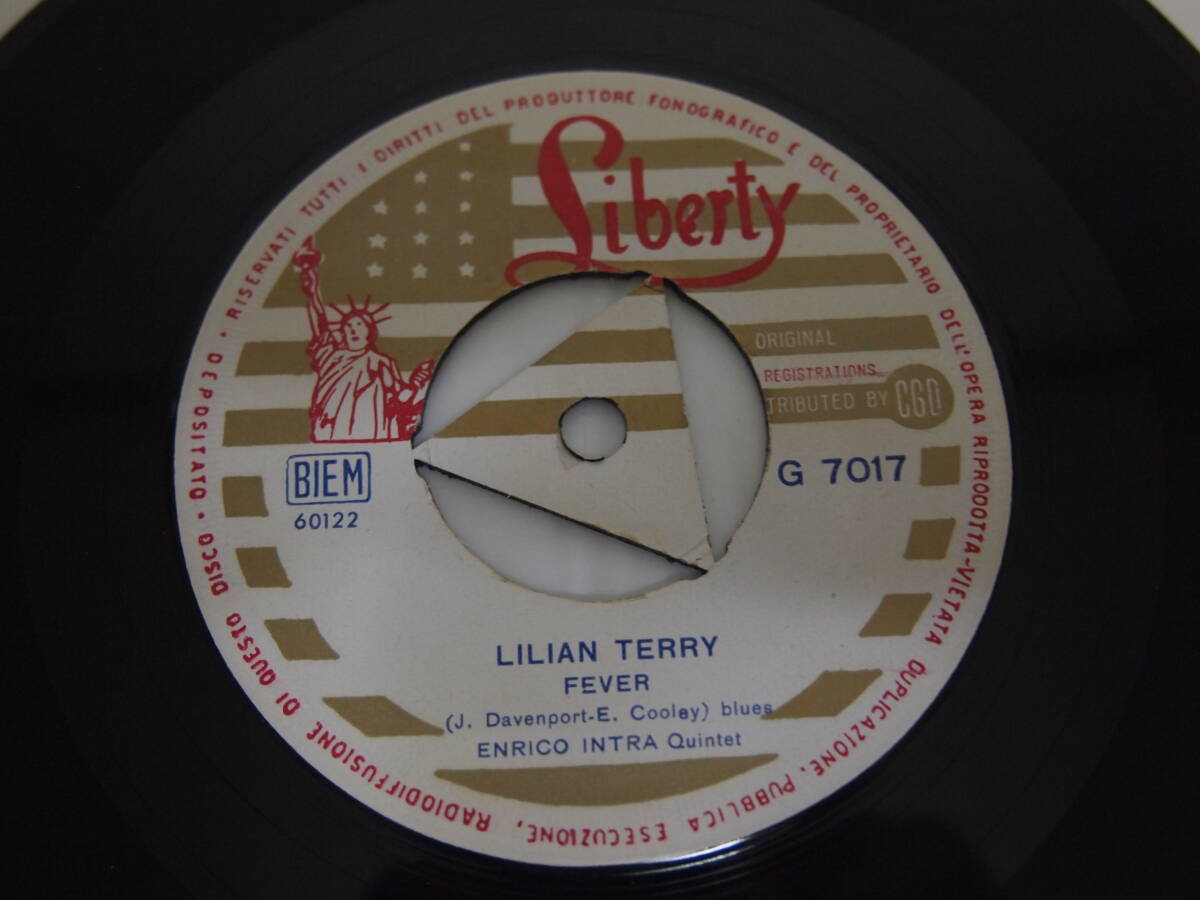 Liberty
ORIGINAL
REGISTRATIONS
TRIBUTED BY CGD
BIEM
60122
G 7017
LILIAN TERRY
FEVER
(J. Davenport-E. Cooley) blues
ENRICO INTRA Quintet
RISERVATI TUTTI I DIRITTI DEL PRODUTTORE FONOGRAFICO E DEL PROPRIETARIO DELL'OPERA RIPRODOTTA - VIETATA DUPLICAZIONE, PUBBLICA ESECUZIONE, RADIODIFFUSIONE DI QUESTO DISCO • DEPOSITATO •